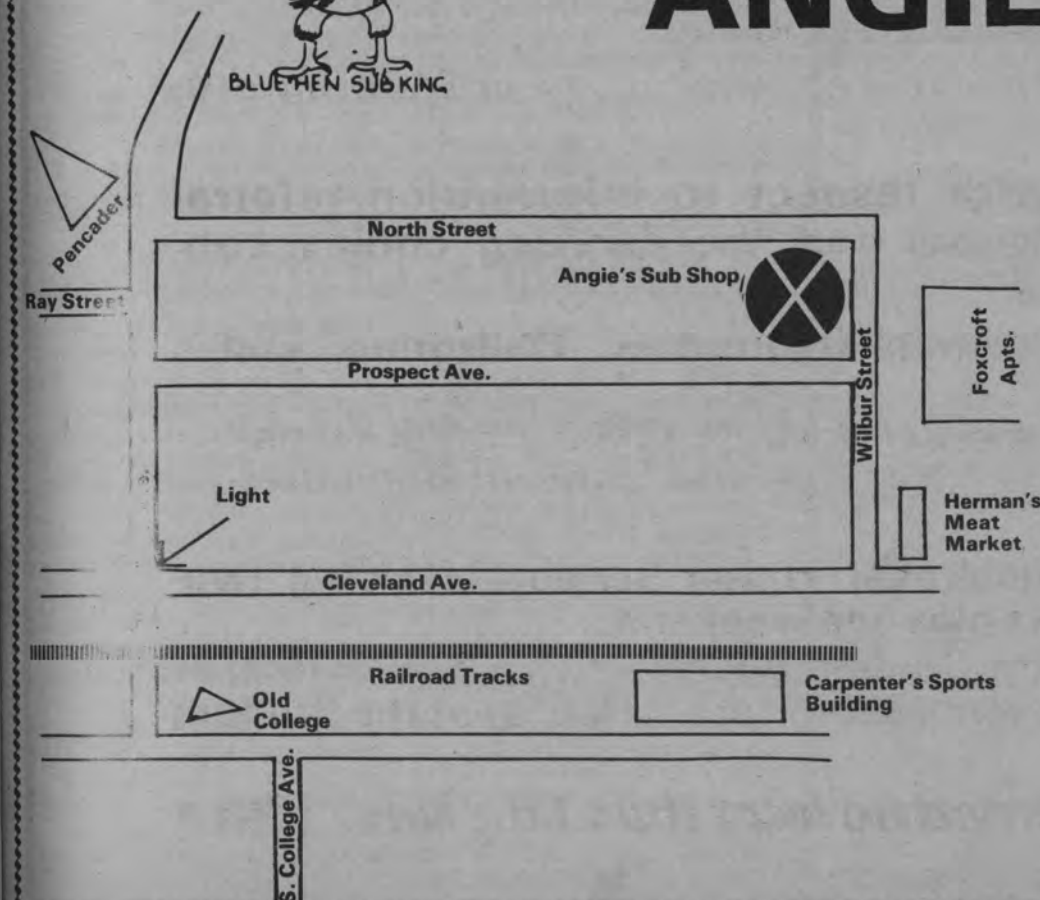 ANGIE
BLUE HEN SUB KING
Pencader
North Street
Angie's Sub Shop
Ray Street
Foxcroft
Apts.
Prospect Ave.
Wilbur Street
Light
Herman's
Meat
Market
Cleveland Ave.
Railroad Tracks
Carpenter's Sports
Building
Old
College
S. College Ave.